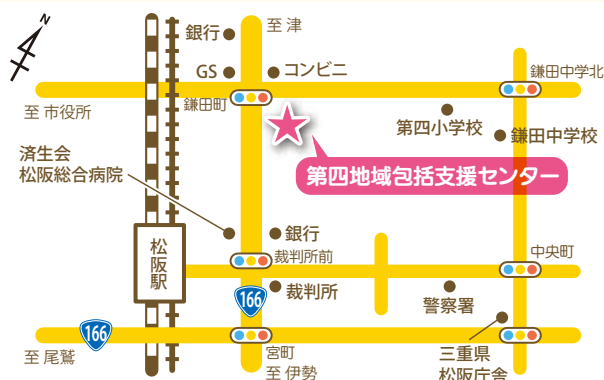 N
至 津
銀行
GS
コンビニ
鎌田中学北
至 市役所
鎌田町
第四小学校
鎌田中学校
済生会
松阪総合病院
第四地域包括支援センター
銀行
松阪駅
裁判所前
中央町
166
裁判所
警察署
166
至 尾鷲
宮町
至 伊勢
三重県
松阪庁舎